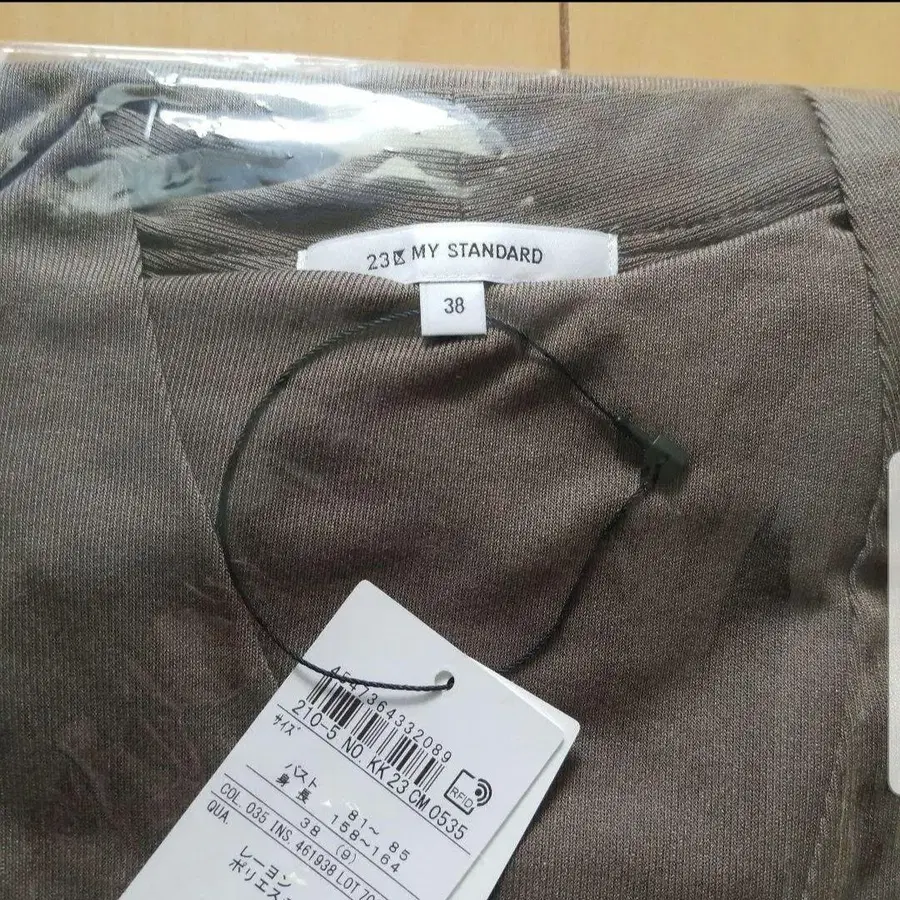 23区 MY STANDARD
38
4547364332089
210-5 NO. KK23CM0535
サイズ
RFID
バスト 81~85
身長 158~164
38 (9)
COL. 035 INS. 461938 LOT 70
QUA.
レーヨン
ポリエス